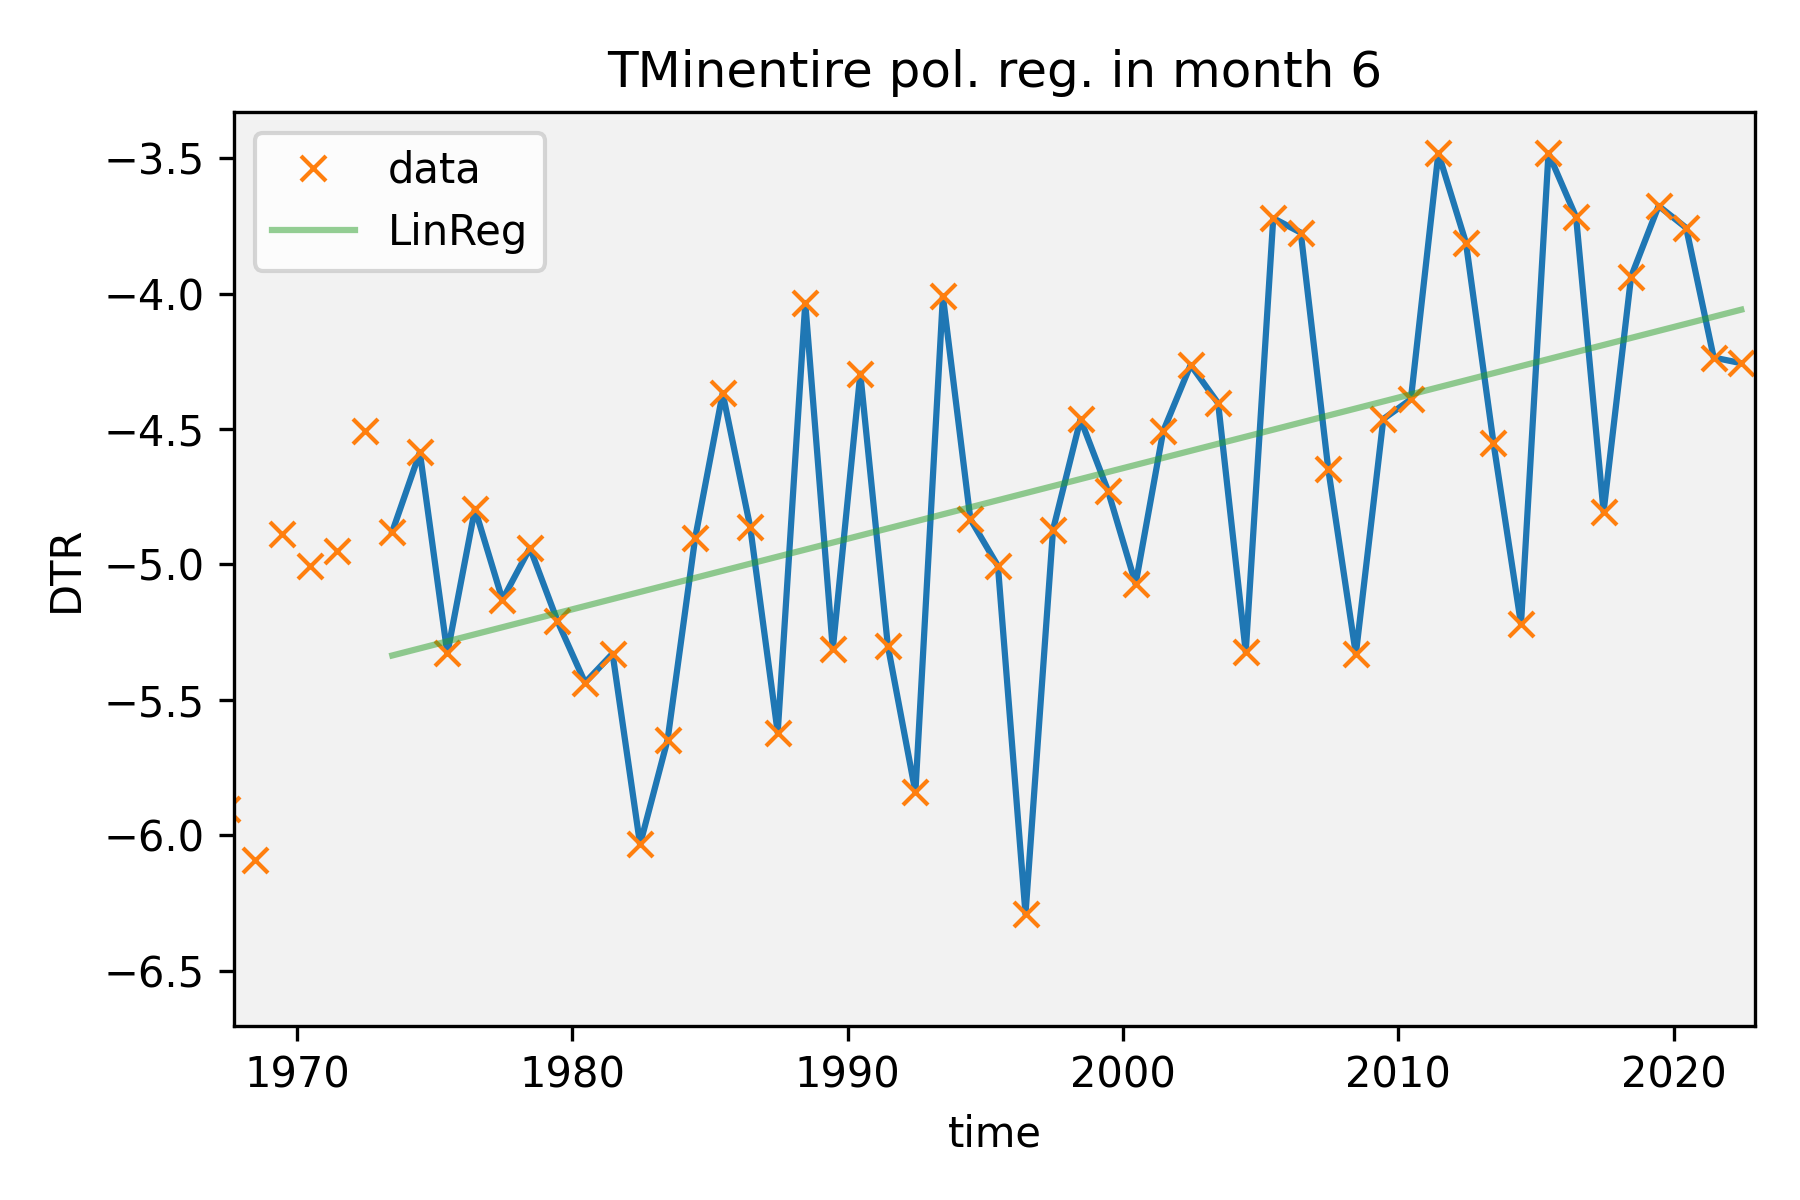 TMinentire pol. reg. in month 6
data
LinReg
−3.5
−4.0
−4.5
−5.0
−5.5
−6.0
−6.5
DTR
1970 1980 1990 2000 2010 2020
time